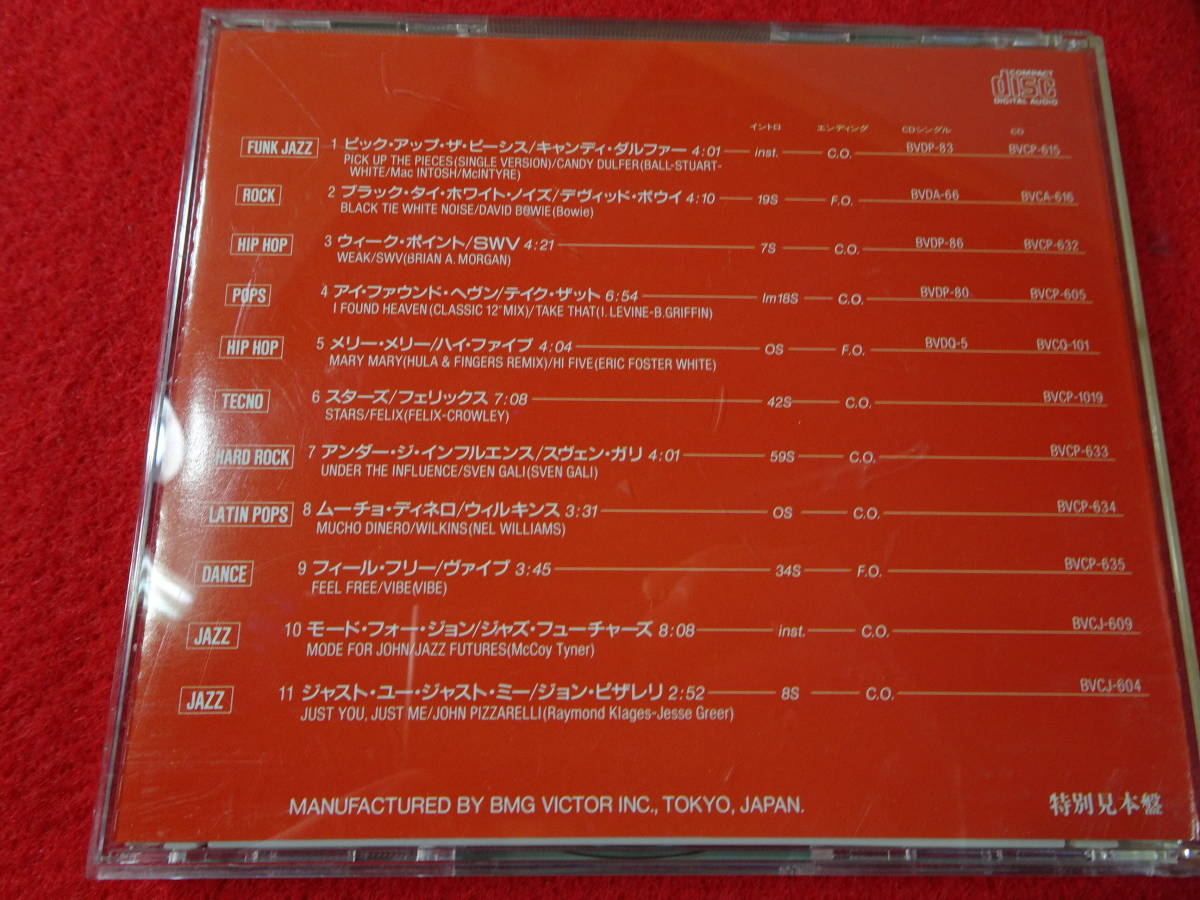 COMPACT
disc
DIGITAL AUDIO
イントロ エンディング CDシングル CD
FUNK JAZZ 1 ピック・アップ・ザ・ピーシス/キャンディ・ダルファー 4:01 inst. C.O. BVDP-83 BVCP-615
PICK UP THE PIECES(SINGLE VERSION)/CANDY DULFER(BALL-STUART-
WHITE/Mac INTOSH/McINTYRE)
ROCK 2 ブラック・タイ・ホワイト・ノイズ/デヴィッド・ボウイ 4:10 19S F.O. BVDA-66 BVCA-616
BLACK TIE WHITE NOISE/DAVID BOWIE(Bowie)
HIP HOP 3 ウィーク・ポイント/SWV 4:21 7S C.O. BVDP-86 BVCP-632
WEAK/SWV(BRIAN A. MORGAN)
POPS 4 アイ・ファウンド・ヘヴン/テイク・ザット 6:54 1m18S C.O. BVDP-80 BVCP-605
I FOUND HEAVEN(CLASSIC 12"MIX)/TAKE THAT(I. LEVINE-B.GRIFFIN)
HIP HOP 5 メリー・メリー/ハイ・ファイブ 4:04 OS F.O. BVDQ-5 BVCQ-101
MARY MARY(HULA & FINGERS REMIX)/HI FIVE(ERIC FOSTER WHITE)
TECNO 6 スターズ/フェリックス 7:08 42S C.O. BVCP-1019
STARS/FELIX(FELIX-CROWLEY)
HARD ROCK 7 アンダー・ジ・インフルエンス/スヴェン・ガリ 4:01 59S C.O. BVCP-633
UNDER THE INFLUENCE/SVEN GALI(SVEN GALI)
LATIN POPS 8 ムーチョ・ディネロ/ウィルキンス 3:31 OS C.O. BVCP-634
MUCHO DINERO/WILKINS(NEL WILLIAMS)
DANCE 9 フィール・フリー/ヴァイブ 3:45 34S F.O. BVCP-635
FEEL FREE/VIBE(VIBE)
JAZZ 10 モード・フォー・ジョン/ジャズ・フューチャーズ 8:08 inst. C.O. BVCJ-609
MODE FOR JOHN/JAZZ FUTURES(McCoy Tyner)
JAZZ 11 ジャスト・ユー・ジャスト・ミー/ジョン・ピザレリ 2:52 8S C.O. BVCJ-604
JUST YOU, JUST ME/JOHN PIZZARELLI(Raymond Klages-Jesse Greer)
MANUFACTURED BY BMG VICTOR INC., TOKYO, JAPAN. 特別見本盤